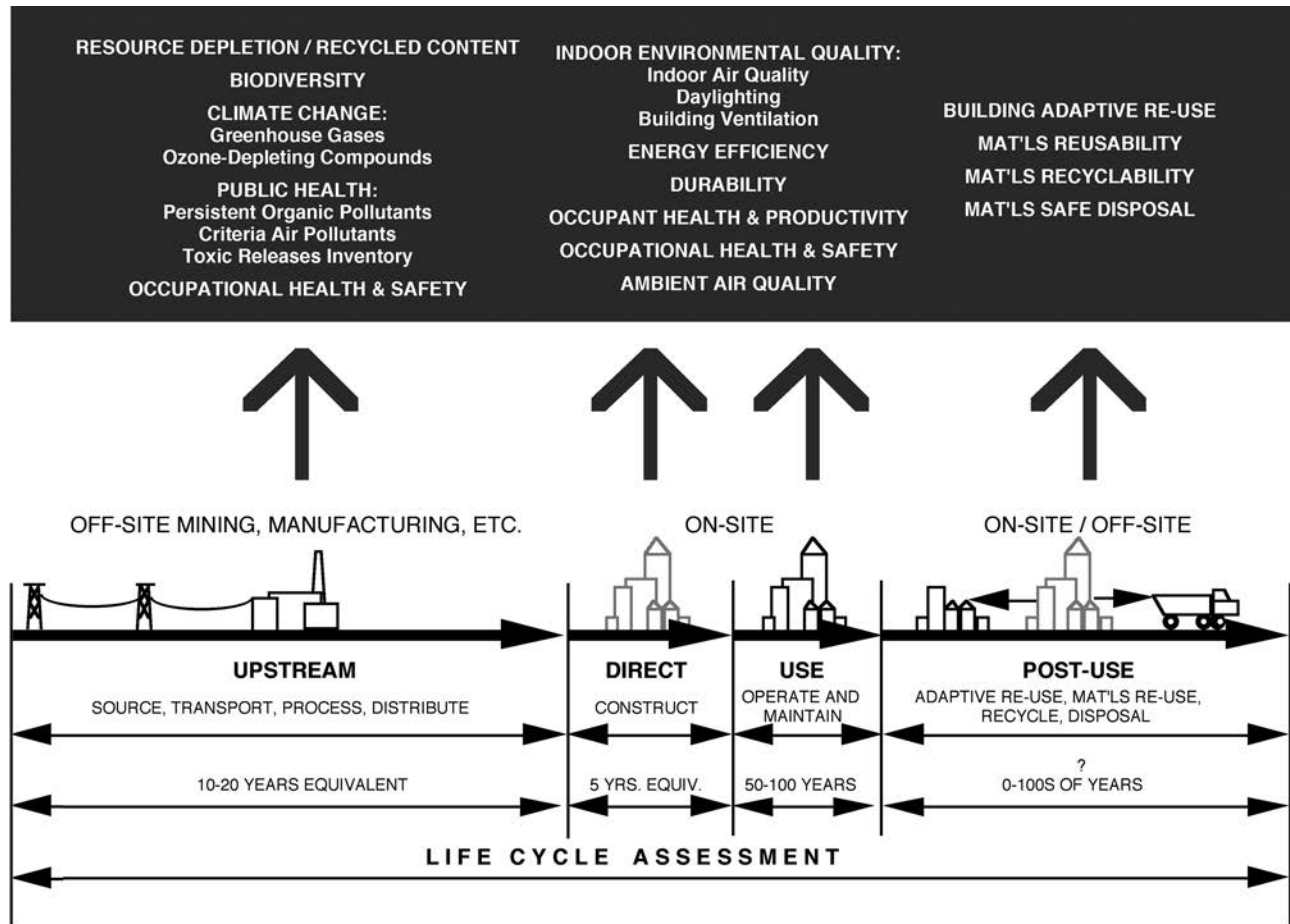 RESOURCE DEPLETION / RECYCLED CONTENT
BIODIVERSITY
CLIMATE CHANGE:
Greenhouse Gases
Ozone-Depleting Compounds
PUBLIC HEALTH:
Persistent Organic Pollutants
Criteria Air Pollutants
Toxic Releases Inventory
OCCUPATIONAL HEALTH & SAFETY
INDOOR ENVIRONMENTAL QUALITY:
Indoor Air Quality
Daylighting
Building Ventilation
ENERGY EFFICIENCY
DURABILITY
OCCUPANT HEALTH & PRODUCTIVITY
OCCUPATIONAL HEALTH & SAFETY
AMBIENT AIR QUALITY
BUILDING ADAPTIVE RE-USE
MAT'LS REUSABILITY
MAT'LS RECYCLABILITY
MAT'LS SAFE DISPOSAL
OFF-SITE MINING, MANUFACTURING, ETC.
ON-SITE
ON-SITE / OFF-SITE
UPSTREAM
SOURCE, TRANSPORT, PROCESS, DISTRIBUTE
10-20 YEARS EQUIVALENT
DIRECT
CONSTRUCT
5 YRS. EQUIV.
USE
OPERATE AND
MAINTAIN
50-100 YEARS
POST-USE
ADAPTIVE RE-USE, MAT'LS RE-USE,
RECYCLE, DISPOSAL
?
0-100S OF YEARS
LIFE CYCLE ASSESSMENT